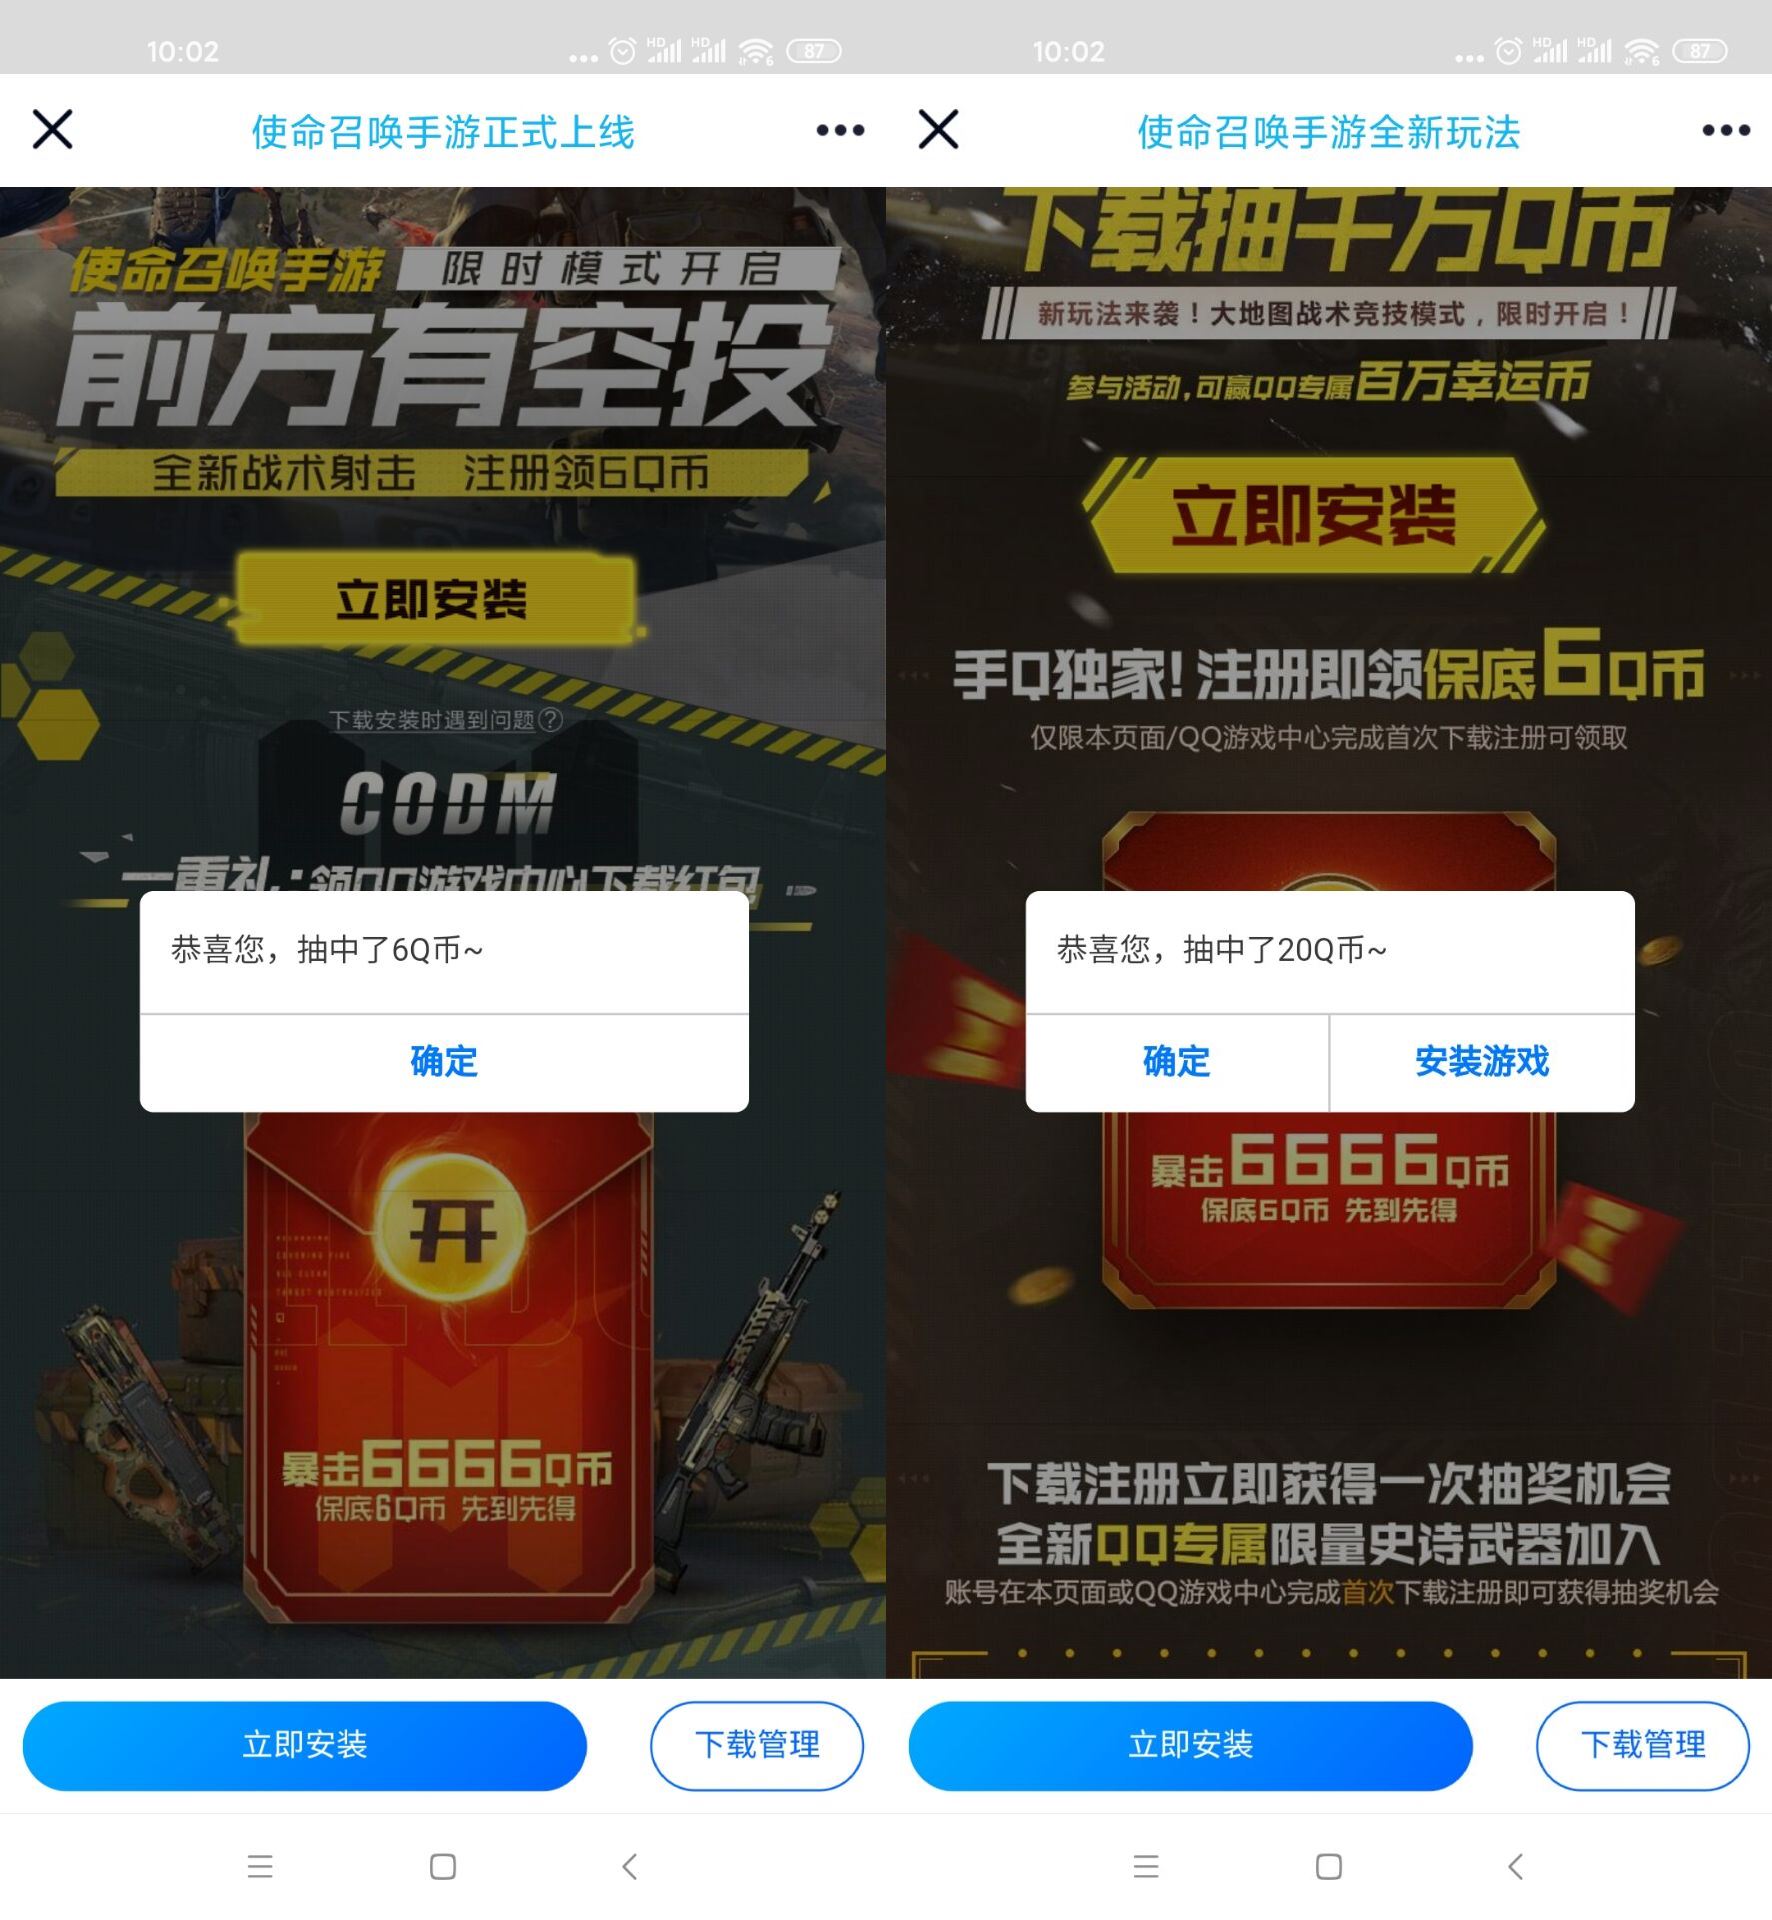 10:02
HD HD 6 87
使命召唤手游正式上线
使命召唤手游 限时模式开启
前方有空投
全新战术射击 注册领6Q币
立即安装
下载安装时遇到问题?
CODM
一重礼:领QQ游戏中心下载红包
恭喜您，抽中了6Q币~
确定
开
暴击6666Q币
保底6Q币 先到先得
立即安装
下载管理
10:02
HD HD 6 87
使命召唤手游全新玩法
下载抽千万Q币
新玩法来袭！大地图战术竞技模式，限时开启！
参与活动,可赢QQ专属百万幸运币
立即安装
手Q独家!注册即领保底6Q币
仅限本页面/QQ游戏中心完成首次下载注册可领取
恭喜您，抽中了20Q币~
确定
安装游戏
暴击6666Q币
保底6Q币 先到先得
下载注册立即获得一次抽奖机会
全新QQ专属限量史诗武器加入
账号在本页面或QQ游戏中心完成首次下载注册即可获得抽奖机会
立即安装
下载管理